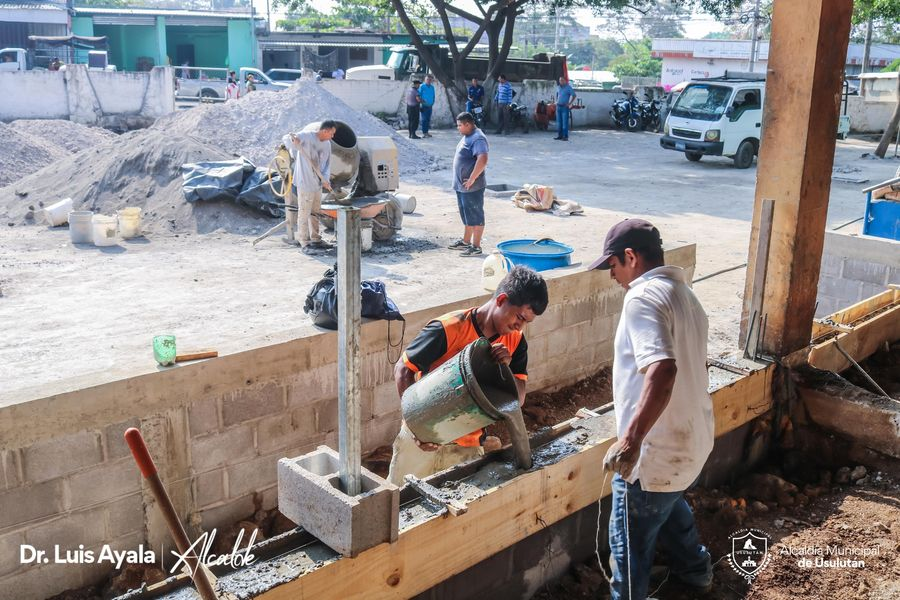 Dr. Luis Ayala
Alcalde
Alcaldía Municipal
de Usulután